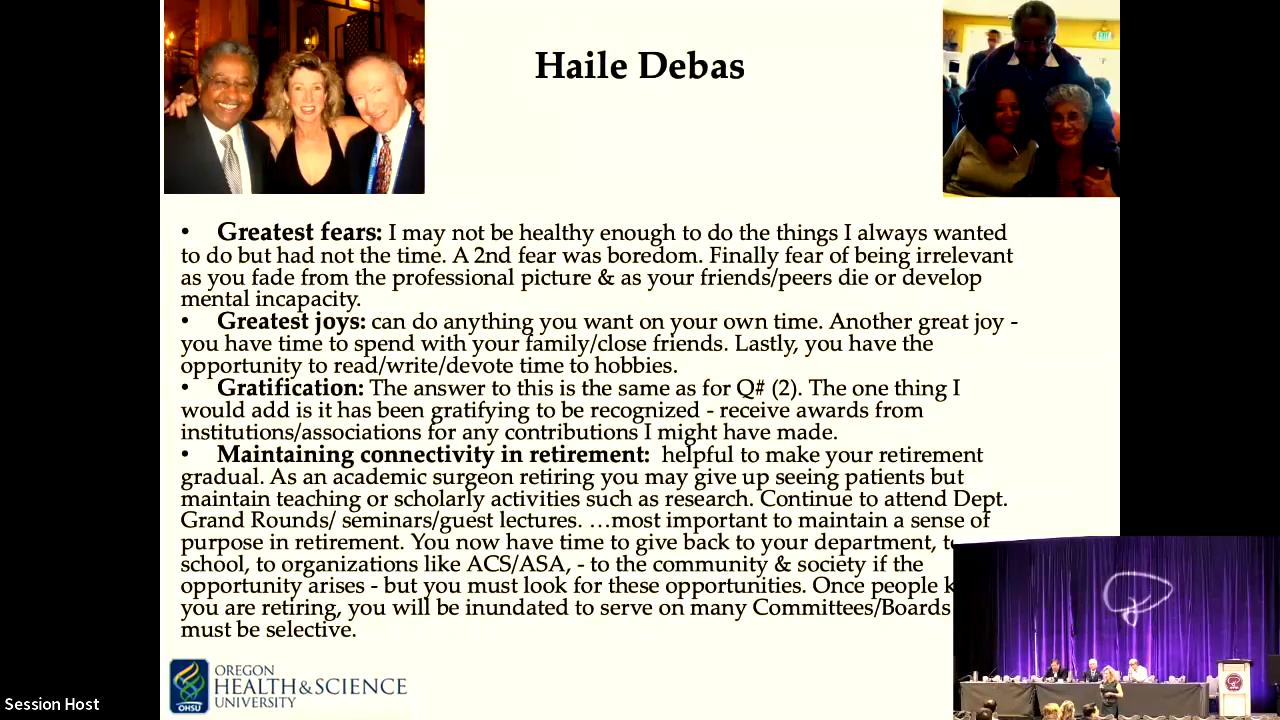 Haile Debas
• Greatest fears: I may not be healthy enough to do the things I always wanted
to do but had not the time. A 2nd fear was boredom. Finally fear of being irrelevant
as you fade from the professional picture & as your friends/peers die or develop
mental incapacity.
• Greatest joys: can do anything you want on your own time. Another great joy -
you have time to spend with your family/close friends. Lastly, you have the
opportunity to read/write/devote time to hobbies.
• Gratification: The answer to this is the same as for Q# (2). The one thing I
would add is it has been gratifying to be recognized - receive awards from
institutions/associations for any contributions I might have made.
• Maintaining connectivity in retirement: helpful to make your retirement
gradual. As an academic surgeon retiring you may give up seeing patients but
maintain teaching or scholarly activities such as research. Continue to attend Dept.
Grand Rounds/ seminars/guest lectures. …most important to maintain a sense of
purpose in retirement. You now have time to give back to your department,
school, to organizations like ACS/ASA, - to the community & society if the
opportunity arises - but you must look for these opportunities. Once people
you are retiring, you will be inundated to serve on many Committees/Boards
must be selective.
OREGON
HEALTH&SCIENCE
UNIVERSITY
OHSU
Session Host
EXIT